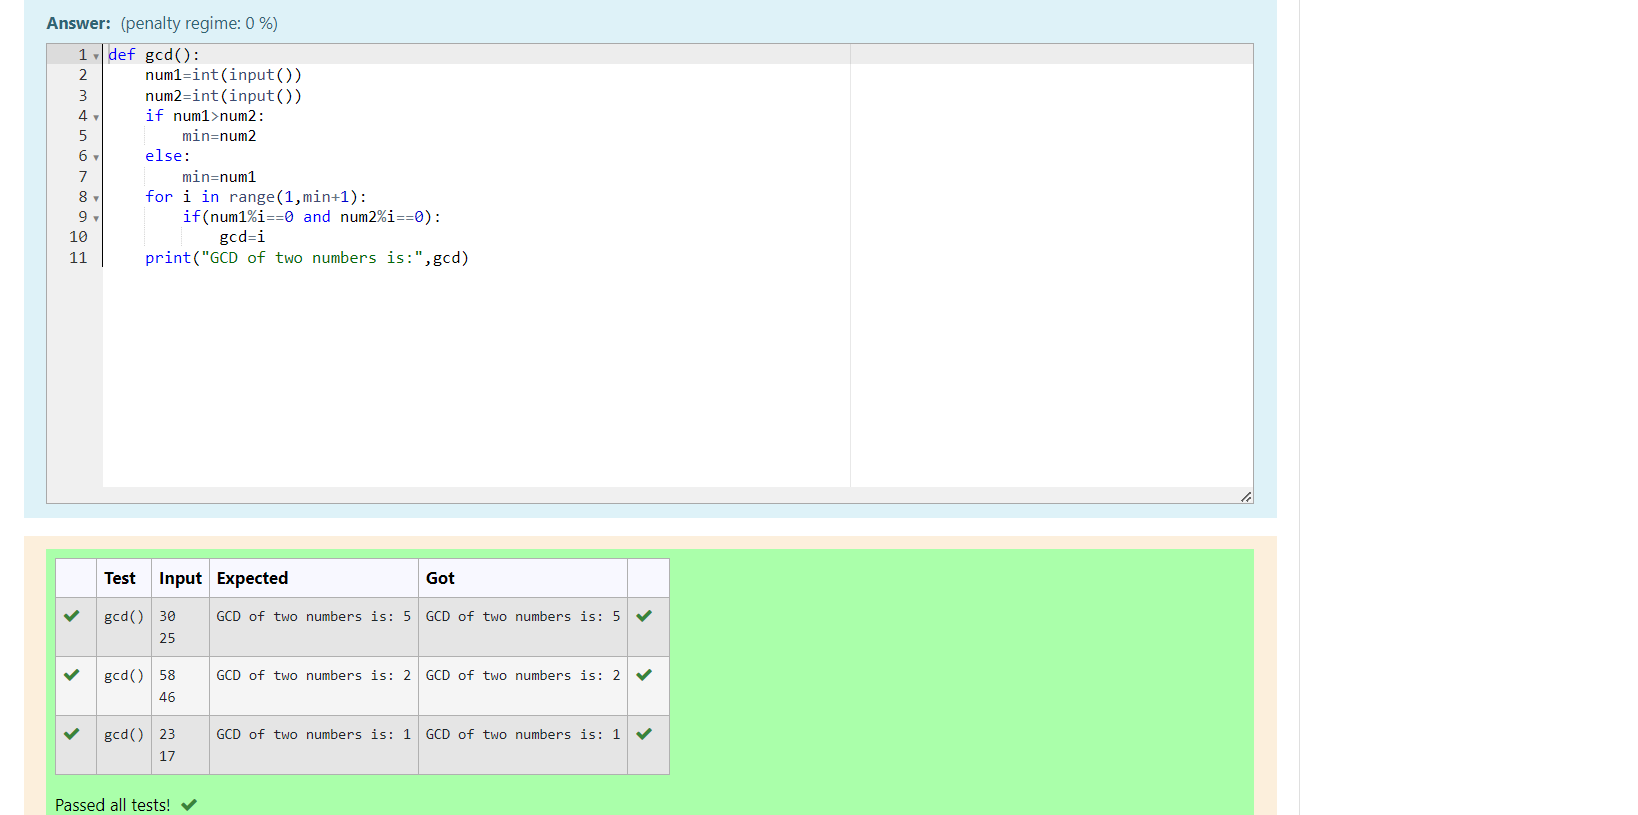 Answer: (penalty regime: 0 %)
1 def gcd():
2     num1=int(input())
3     num2=int(input())
4     if num1>num2:
5         min=num2
6     else:
7         min=num1
8     for i in range(1,min+1):
9         if(num1%i==0 and num2%i==0):
10             gcd=i
11     print("GCD of two numbers is:",gcd)
Test Input Expected Got
gcd() 30 GCD of two numbers is: 5 GCD of two numbers is: 5
25
gcd() 58 GCD of two numbers is: 2 GCD of two numbers is: 2
46
gcd() 23 GCD of two numbers is: 1 GCD of two numbers is: 1
17
Passed all tests!